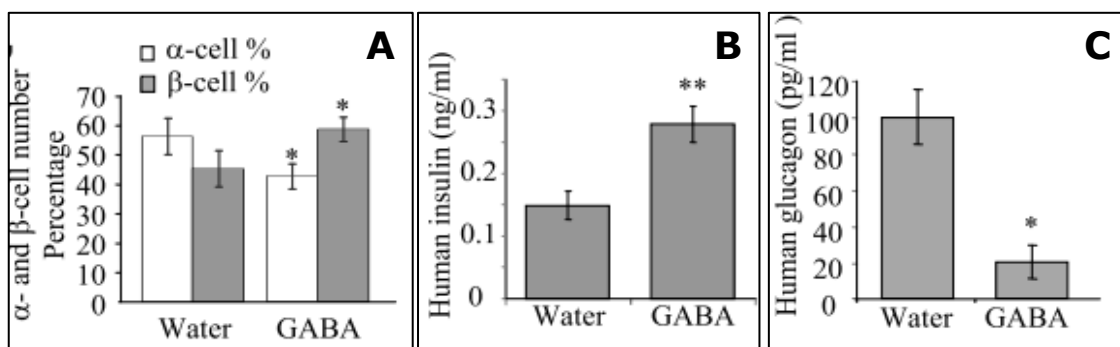 A
α-cell %
β-cell %
α- and β-cell number
Percentage
70
60
50
40
30
20
10
0
*
*
Water GABA
B
Human insulin (ng/ml)
0.3
0.2
0.1
0
**
Water GABA
C
Human glucagon (pg/ml)
120
100
80
60
40
20
0
*
Water GABA